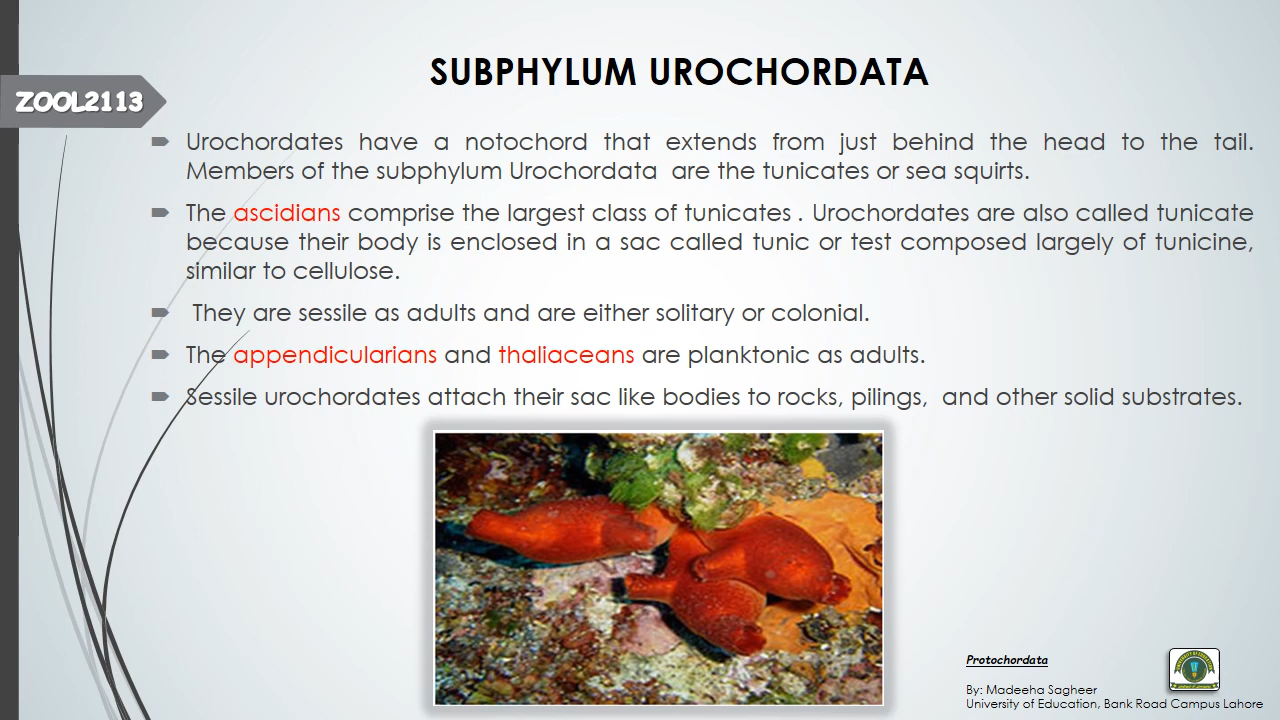 SUBPHYLUM UROCHORDATA
ZOOL2113
Urochordates have a notochord that extends from just behind the head to the tail.
Members of the subphylum Urochordata are the tunicates or sea squirts.
The ascidians comprise the largest class of tunicates . Urochordates are also called tunicate
because their body is enclosed in a sac called tunic or test composed largely of tunicine,
similar to cellulose.
They are sessile as adults and are either solitary or colonial.
The appendicularians and thaliaceans are planktonic as adults.
Sessile urochordates attach their sac like bodies to rocks, pilings, and other solid substrates.
Protochordata
By: Madeeha Sagheer
University of Education, Bank Road Campus Lahore